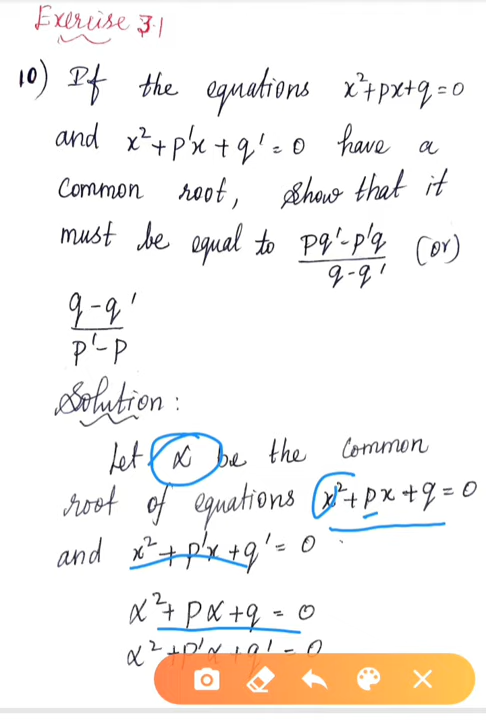 Exercise 3.1
10) If the equations x²+px+q=0
and x²+p'x+q'=0 have a
Common root, show that it
must be equal to pq'-p'q/q-q' (or)
q-q'/p'-p
Solution:
Let α be the Common
root of equations x²+px+q=0
and x²+p'x+q'=0.
α²+pα+q=0
α²+p'α+q'=0